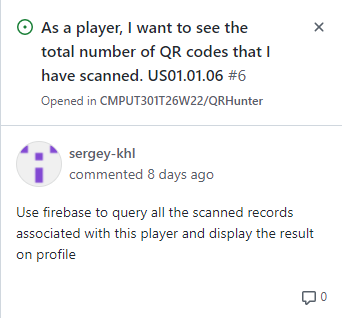 As a player, I want to see the
total number of QR codes that I
have scanned. US01.01.06 #6
Opened in CMPUT301T26W22/QRHunter
sergey-khl
commented 8 days ago
Use firebase to query all the scanned records
associated with this player and display the result
on profile
0